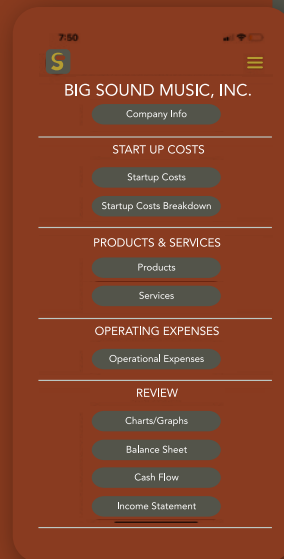 7:50
S
BIG SOUND MUSIC, INC.
Company Info
START UP COSTS
Startup Costs
Startup Costs Breakdown
PRODUCTS & SERVICES
Products
Services
OPERATING EXPENSES
Operational Expenses
REVIEW
Charts/Graphs
Balance Sheet
Cash Flow
Income Statement